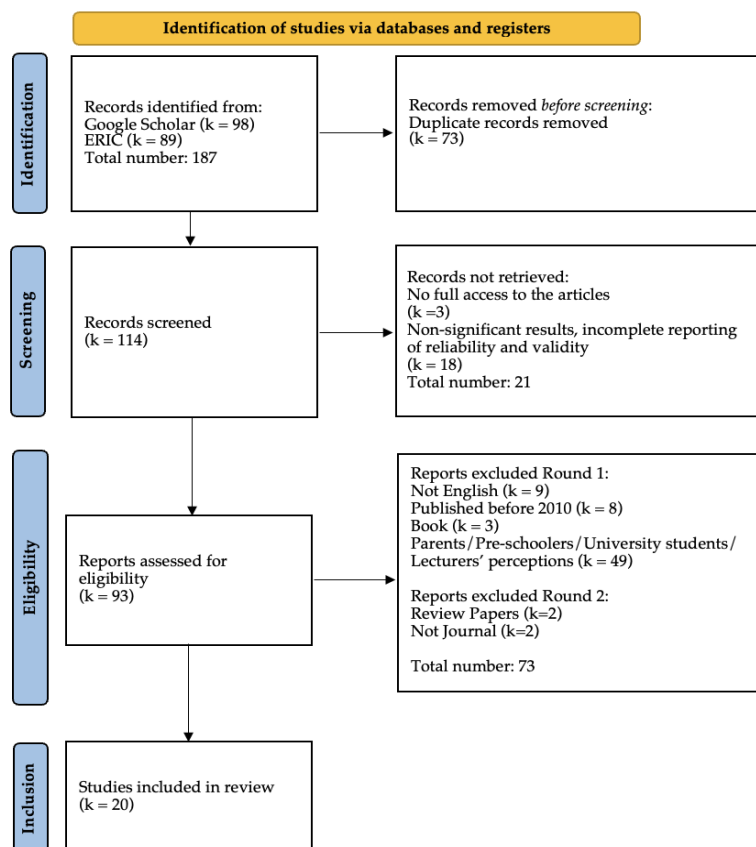 Identification of studies via databases and registers
Identification
Records identified from:
Google Scholar (k = 98)
ERIC (k = 89)
Total number: 187
Records removed before screening:
Duplicate records removed
(k = 73)
Screening
Records screened
(k = 114)
Records not retrieved:
No full access to the articles
(k =3)
Non-significant results, incomplete reporting
of reliability and validity
(k = 18)
Total number: 21
Eligibility
Reports assessed for
eligibility
(k = 93)
Reports excluded Round 1:
Not English (k = 9)
Published before 2010 (k = 8)
Book (k = 3)
Parents/Pre-schoolers/University students/
Lecturers' perceptions (k = 49)
Reports excluded Round 2:
Review Papers (k=2)
Not Journal (k=2)
Total number: 73
Inclusion
Studies included in review
(k = 20)